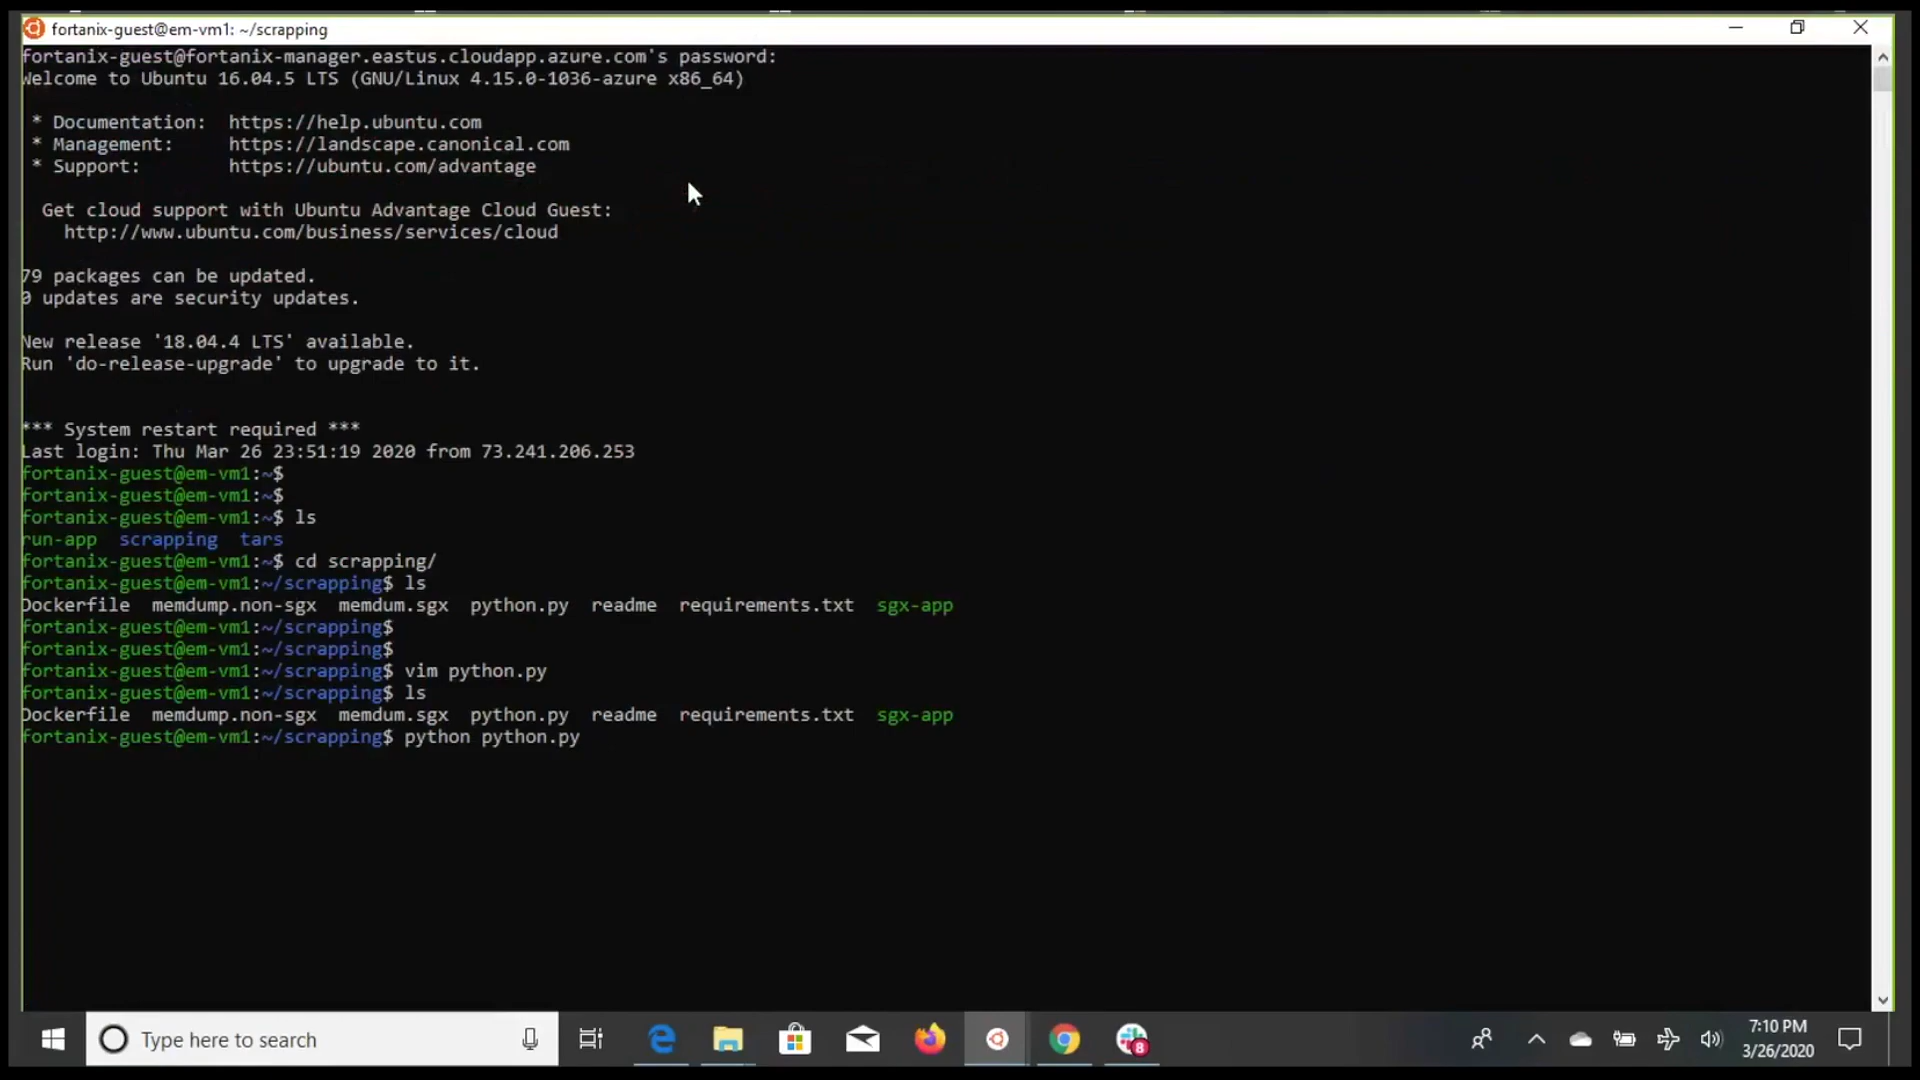 fortanix-guest@em-vm1: ~/scrapping
fortanix-guest@fortanix-manager.eastus.cloudapp.azure.com's password:
Welcome to Ubuntu 16.04.5 LTS (GNU/Linux 4.15.0-1036-azure x86_64)
* Documentation:  https://help.ubuntu.com
* Management:     https://landscape.canonical.com
* Support:        https://ubuntu.com/advantage
Get cloud support with Ubuntu Advantage Cloud Guest:
http://www.ubuntu.com/business/services/cloud
79 packages can be updated.
0 updates are security updates.
New release '18.04.4 LTS' available.
Run 'do-release-upgrade' to upgrade to it.
*** System restart required ***
Last login: Thu Mar 26 23:51:19 2020 from 73.241.206.253
fortanix-guest@em-vm1:~$
fortanix-guest@em-vm1:~$
fortanix-guest@em-vm1:~$ ls
run-app  scrapping  tars
fortanix-guest@em-vm1:~$ cd scrapping/
fortanix-guest@em-vm1:~/scrapping$ ls
Dockerfile  memdump.non-sgx  memdum.sgx  python.py  readme  requirements.txt  sgx-app
fortanix-guest@em-vm1:~/scrapping$
fortanix-guest@em-vm1:~/scrapping$
fortanix-guest@em-vm1:~/scrapping$ vim python.py
fortanix-guest@em-vm1:~/scrapping$ ls
Dockerfile  memdump.non-sgx  memdum.sgx  python.py  readme  requirements.txt  sgx-app
fortanix-guest@em-vm1:~/scrapping$ python python.py
Type here to search
8
7:10 PM
3/26/2020